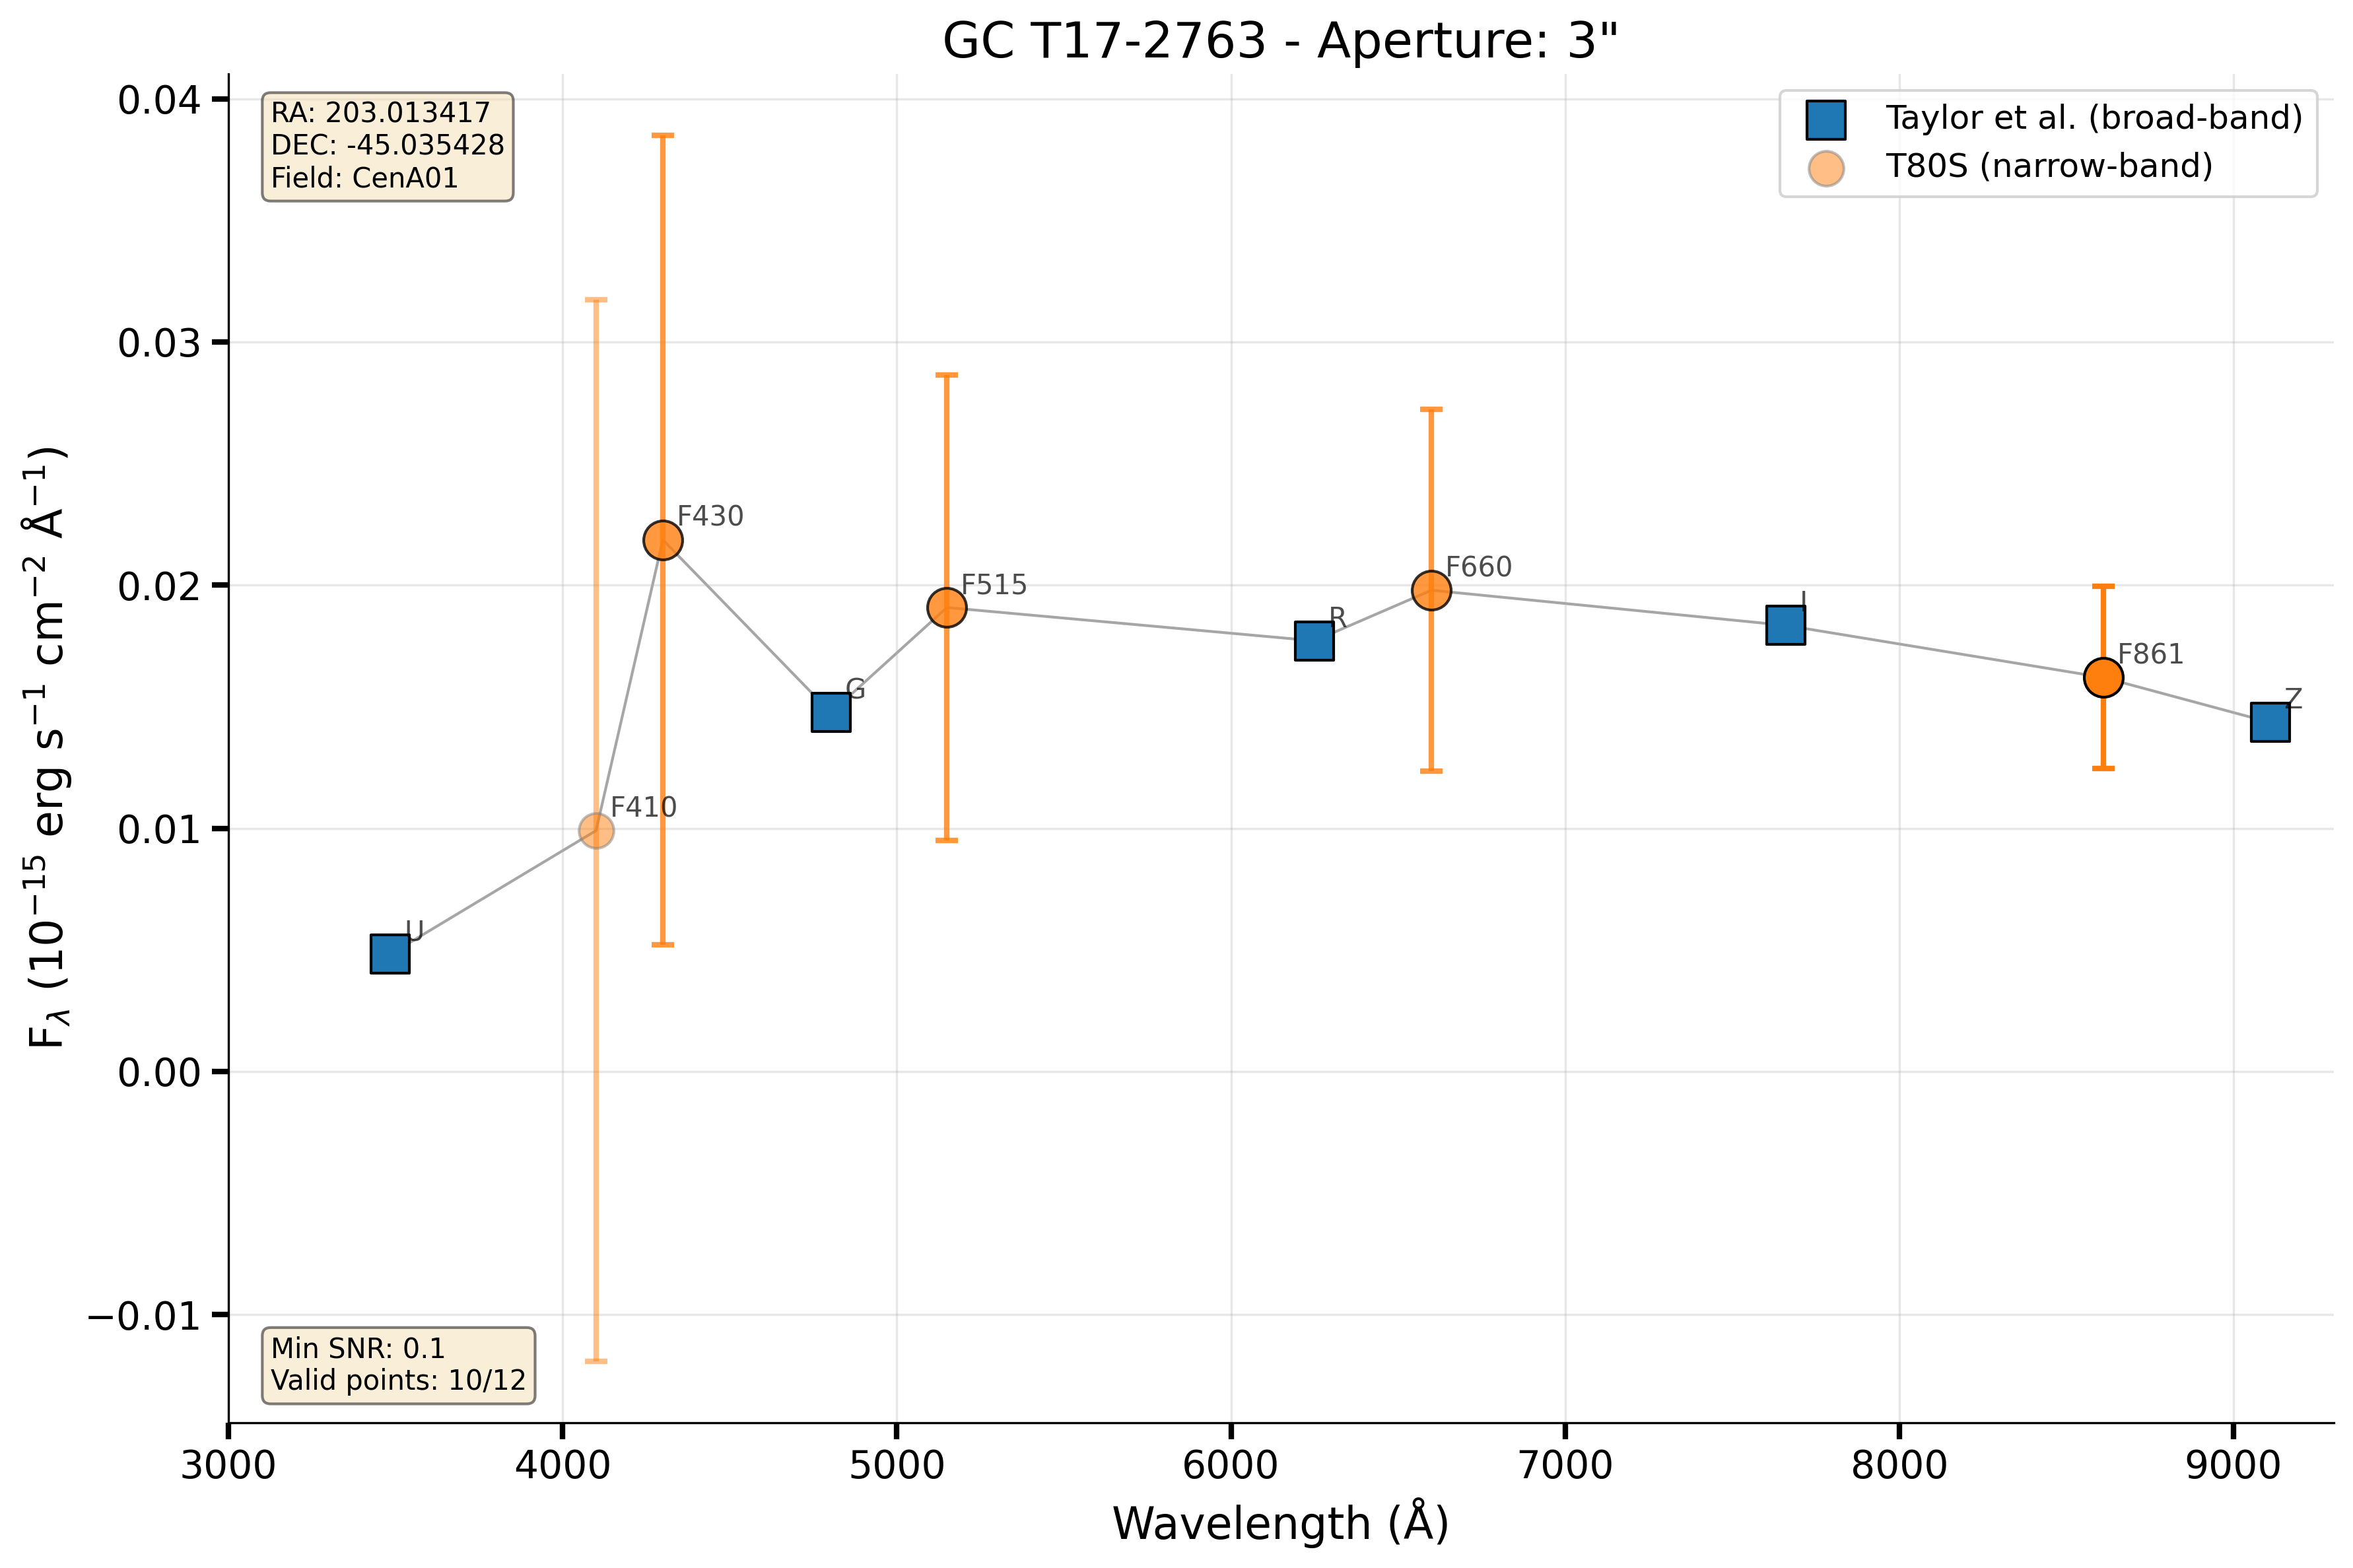 GC T17-2763 - Aperture: 3"
RA: 203.013417
DEC: -45.035428
Field: CenA01
Taylor et al. (broad-band)
T80S (narrow-band)
0.04
0.03
0.02
0.01
0.00
−0.01
F430
F515
R
F660
I
F861
Z
G
F410
U
Min SNR: 0.1
Valid points: 10/12
3000
4000
5000
6000
7000
8000
9000
Wavelength (Å)
F_λ (10⁻¹⁵ erg s⁻¹ cm⁻² Å⁻¹)